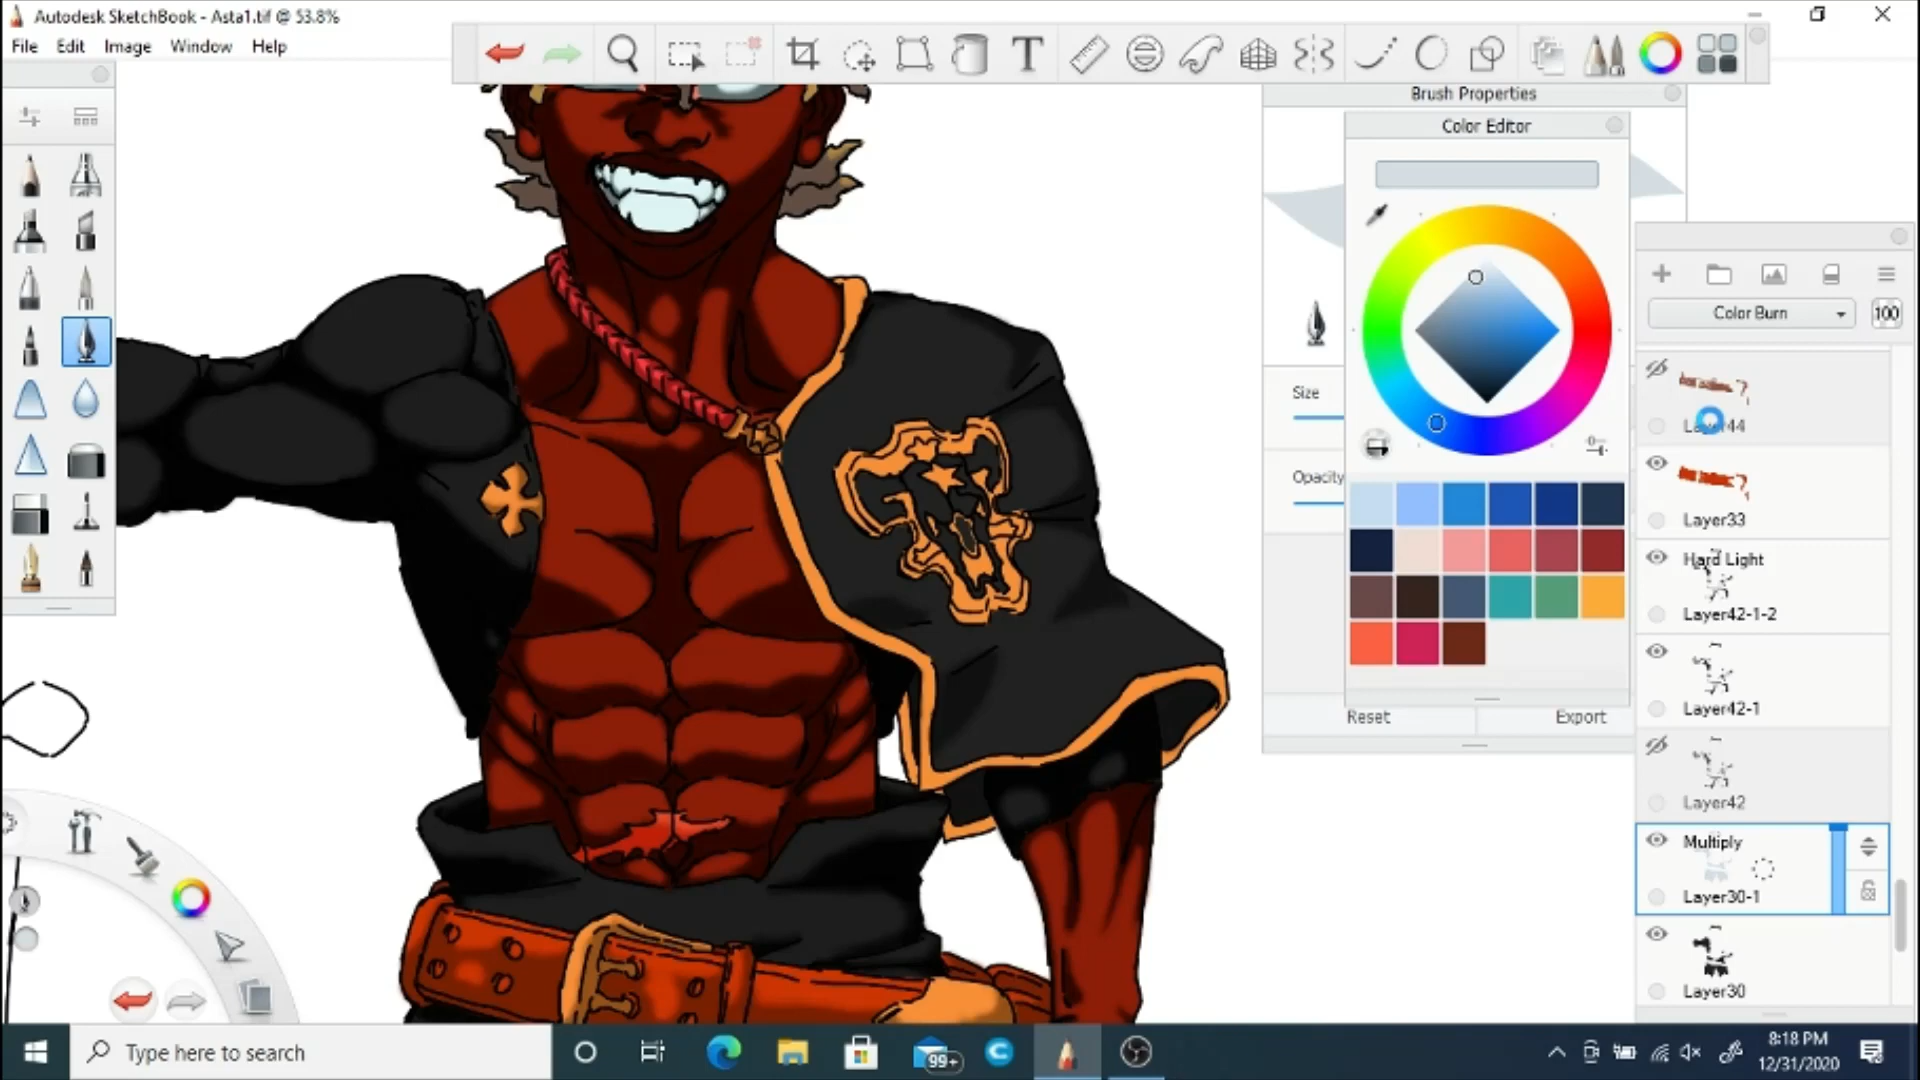 Autodesk SketchBook - Asta1.tif @ 53.8%
File Edit Image Window Help
T
Brush Properties
Color Editor
Color Burn 100
Size
Opacity
Layer44
Layer33
Hard Light
Layer42-1-2
Layer42-1
Layer42
Reset Export
Multiply
Layer30-1
Layer30
Type here to search
99+
8:18 PM
12/31/2020